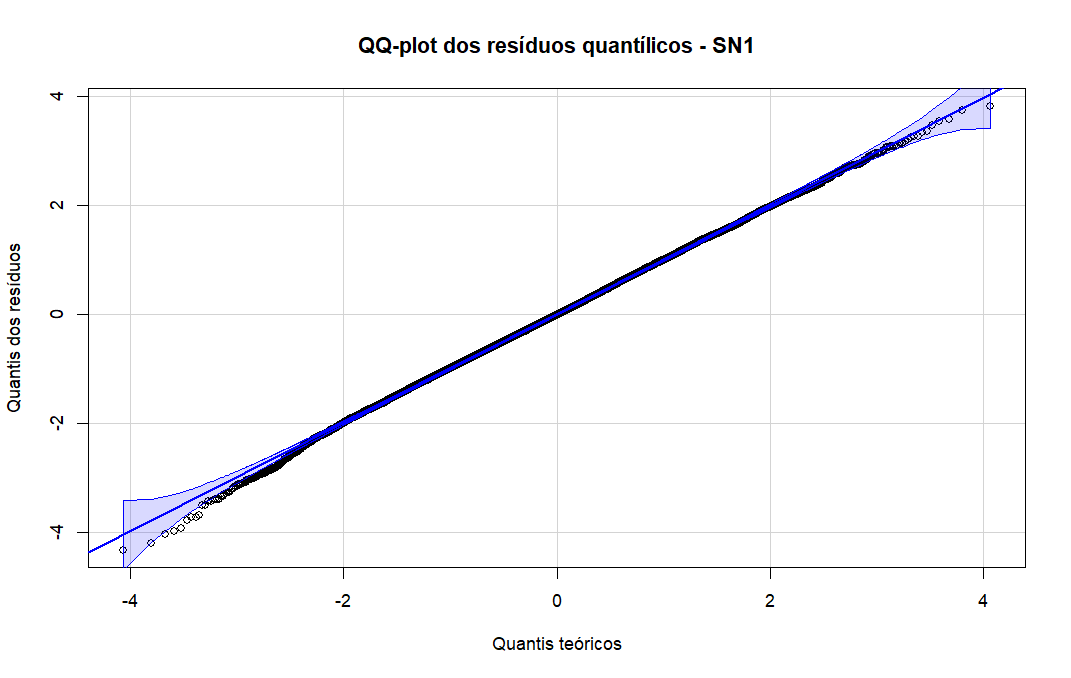 QQ-plot dos resíduos quantílicos - SN1
4
2
0
-2
-4
Quantis dos resíduos
-4 -2 0 2 4
Quantis teóricos